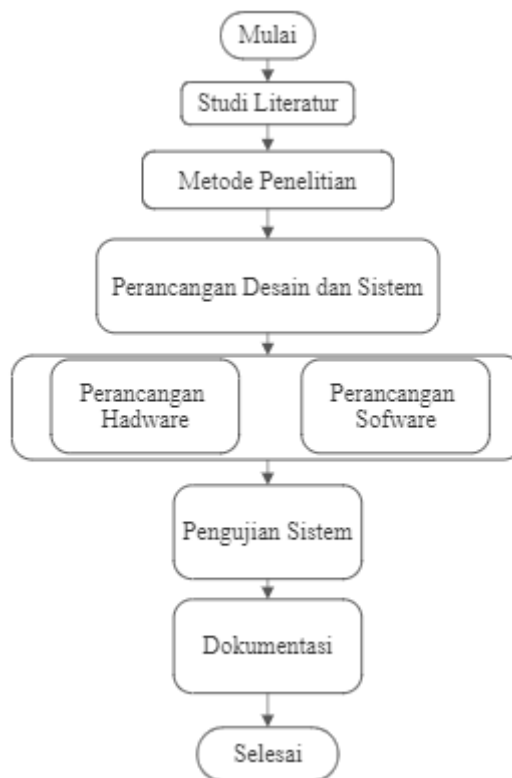 Mulai
Studi Literatur
Metode Penelitian
Perancangan Desain dan Sistem
Perancangan
Hadware
Perancangan
Sofware
Pengujian Sistem
Dokumentasi
Selesai